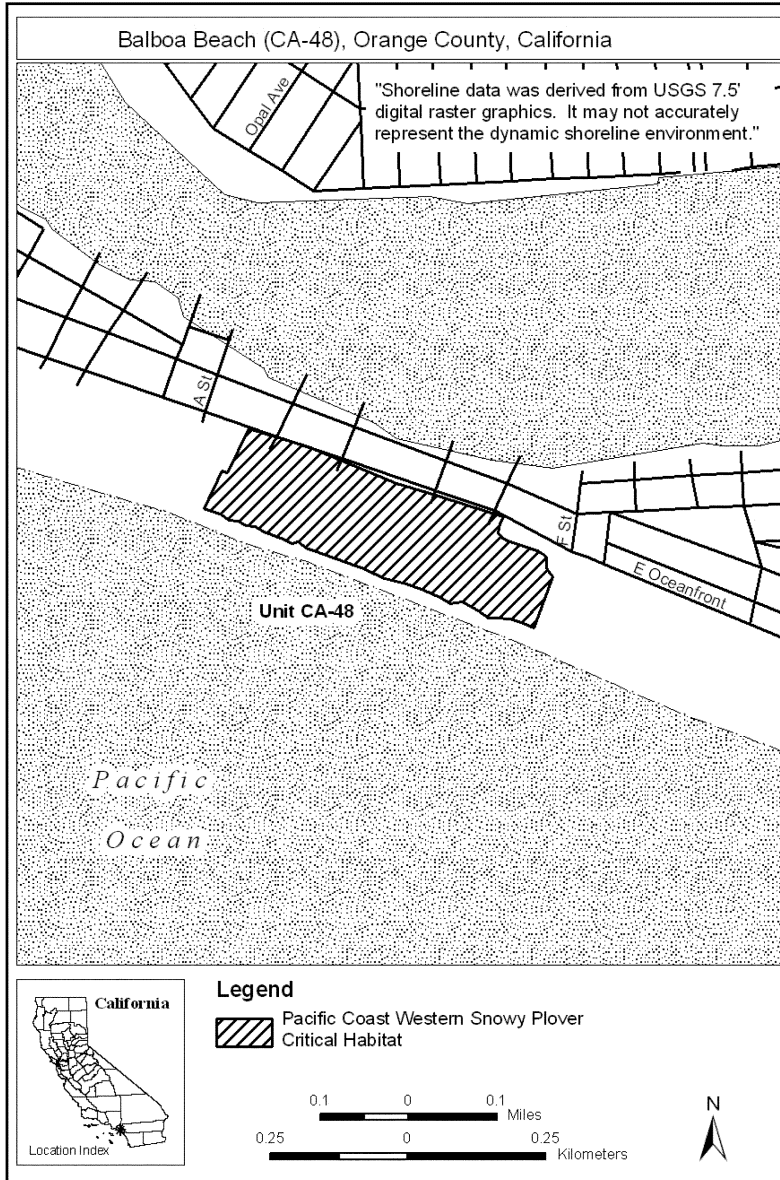 Balboa Beach (CA-48), Orange County, California
"Shoreline data was derived from USGS 7.5'
digital raster graphics.  It may not accurately
represent the dynamic shoreline environment."
Opal Ave
A St
F St
E Oceanfront
Unit CA-48
Pacific
Ocean
California
Location Index
Legend
Pacific Coast Western Snowy Plover
Critical Habitat
0.1 0 0.1
Miles
0.25 0 0.25
Kilometers
N